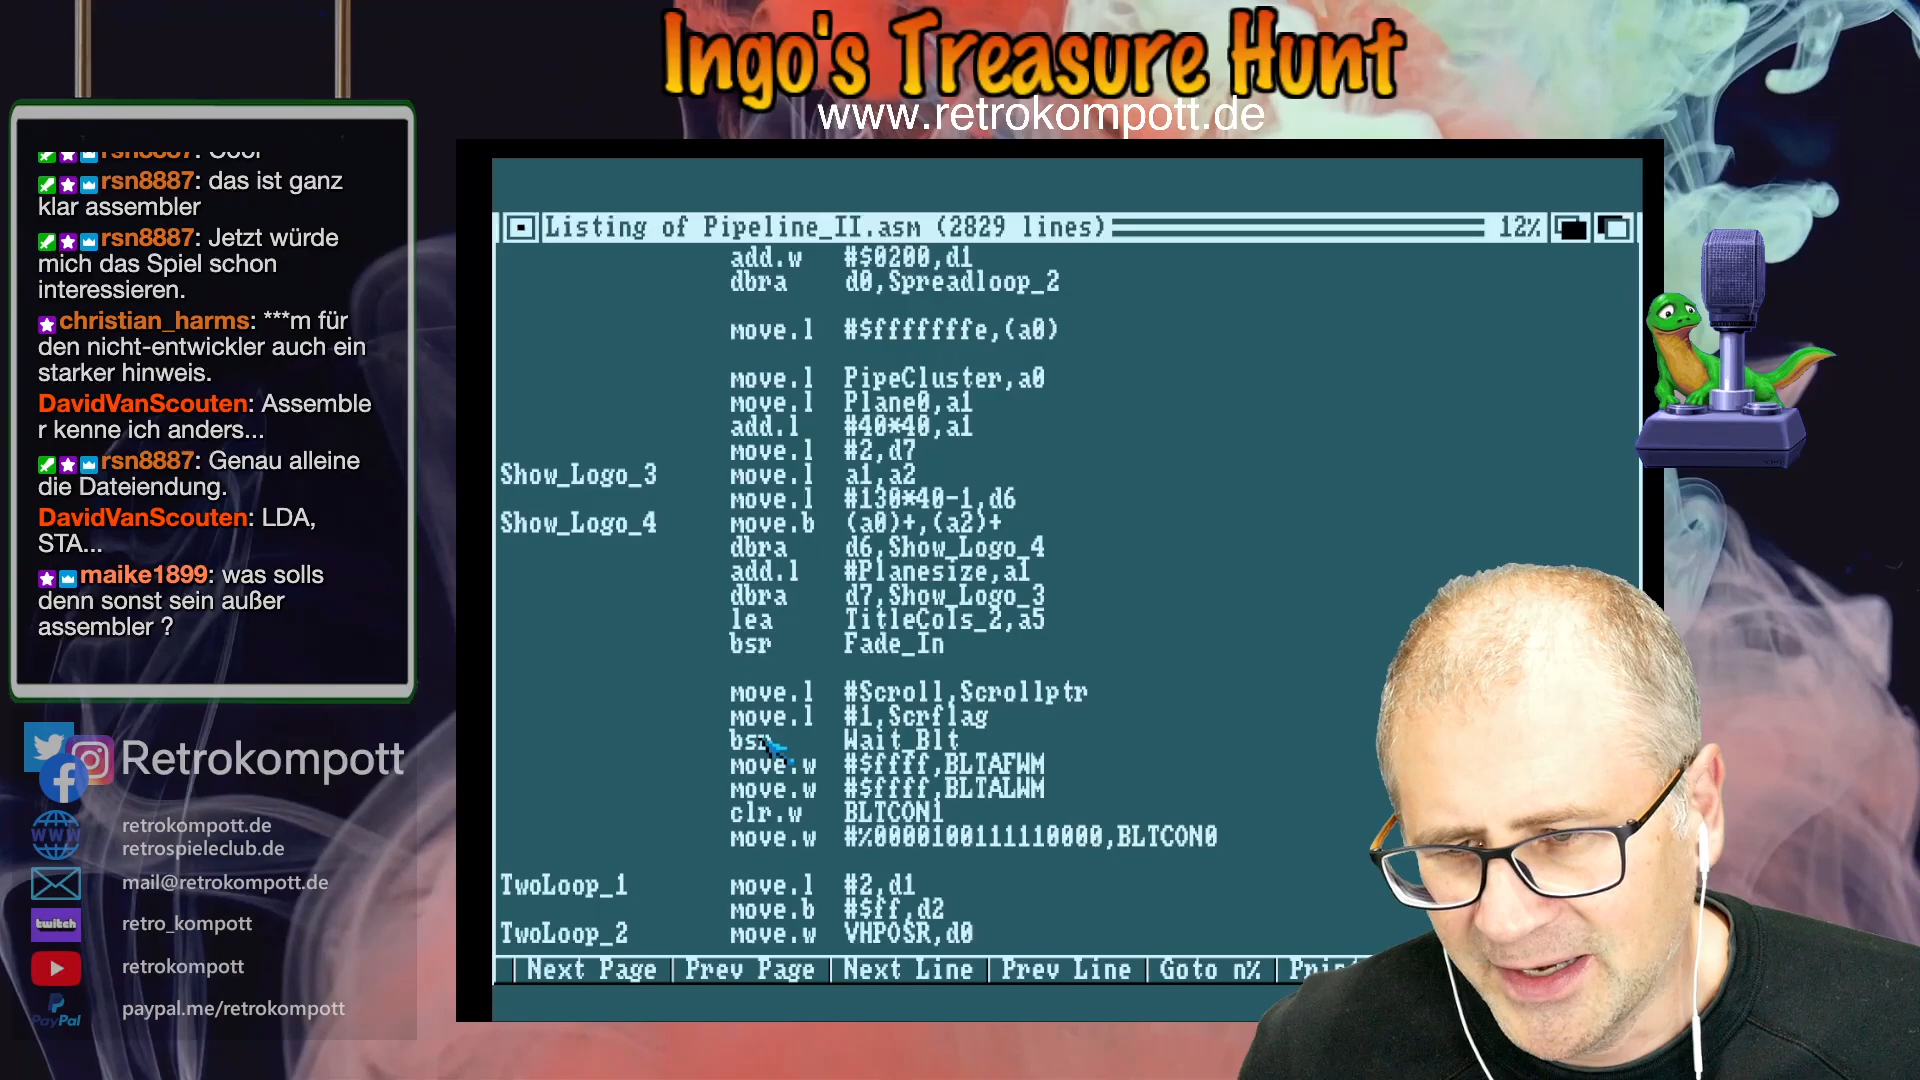 Ingo's Treasure Hunt
www.retrokompott.de
rsn8887: Cool
rsn8887: das ist ganz
klar assembler
rsn8887: Jetzt würde
mich das Spiel schon
interessieren.
christian_harms: ***m für
den nicht-entwickler auch ein
starker hinweis.
DavidVanScouten: Assemble
r kenne ich anders...
rsn8887: Genau alleine
die Dateiendung.
DavidVanScouten: LDA,
STA...
maike1899: was solls
denn sonst sein außer
assembler ?
Retrokompott
www
retrokompott.de
retrospieleclub.de
mail@retrokompott.de
twitch
retro_kompott
retrokompott
PayPal
paypal.me/retrokompott
Listing of Pipeline_II.asm (2829 lines) 12%
add.w #$0200,d1
dbra d0,Spreadloop_2
move.l #$fffffffe,(a0)
move.l PipeCluster,a0
move.l Plane0,a1
add.l #40*40,a1
move.l #2,d7
Show_Logo_3 move.l a1,a2
move.l #130*40-1,d6
Show_Logo_4 move.b (a0)+,(a2)+
dbra d6,Show_Logo_4
add.l #Planesize,a1
dbra d7,Show_Logo_3
lea TitleCols_2,a5
bsr Fade_In
move.l #Scroll,Scrollptr
move.l #1,Scrflag
bsr Wait_Blt
move.w #$ffff,BLTAFWM
move.w #$ffff,BLTALWM
clr.w BLTCON1
move.w #%0000100111110000,BLTCON0
TwoLoop_1 move.l #2,d1
move.b #$ff,d2
TwoLoop_2 move.w VHPOSR,d0
Next Page Prev Page Next Line Prev Line Goto n%